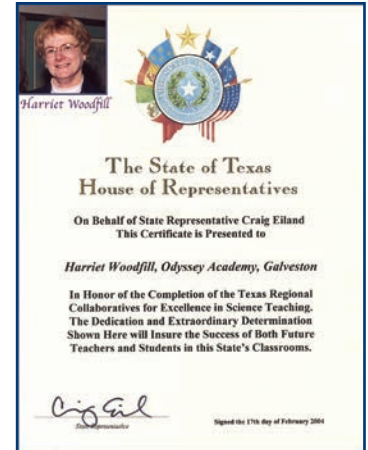 Harriet Woodfill
The State of Texas
House of Representatives
On Behalf of State Representative Craig Eiland
This Certificate is Presented to
Harriet Woodfill, Odyssey Academy, Galveston
In Honor of the Completion of the Texas Regional
Collaboratives for Excellence in Science Teaching.
The Dedication and Extraordinary Determination
Shown Here will Insure the Success of Both Future
Teachers and Students in this State's Classrooms.
State Representative
Signed the 17th day of February 2004